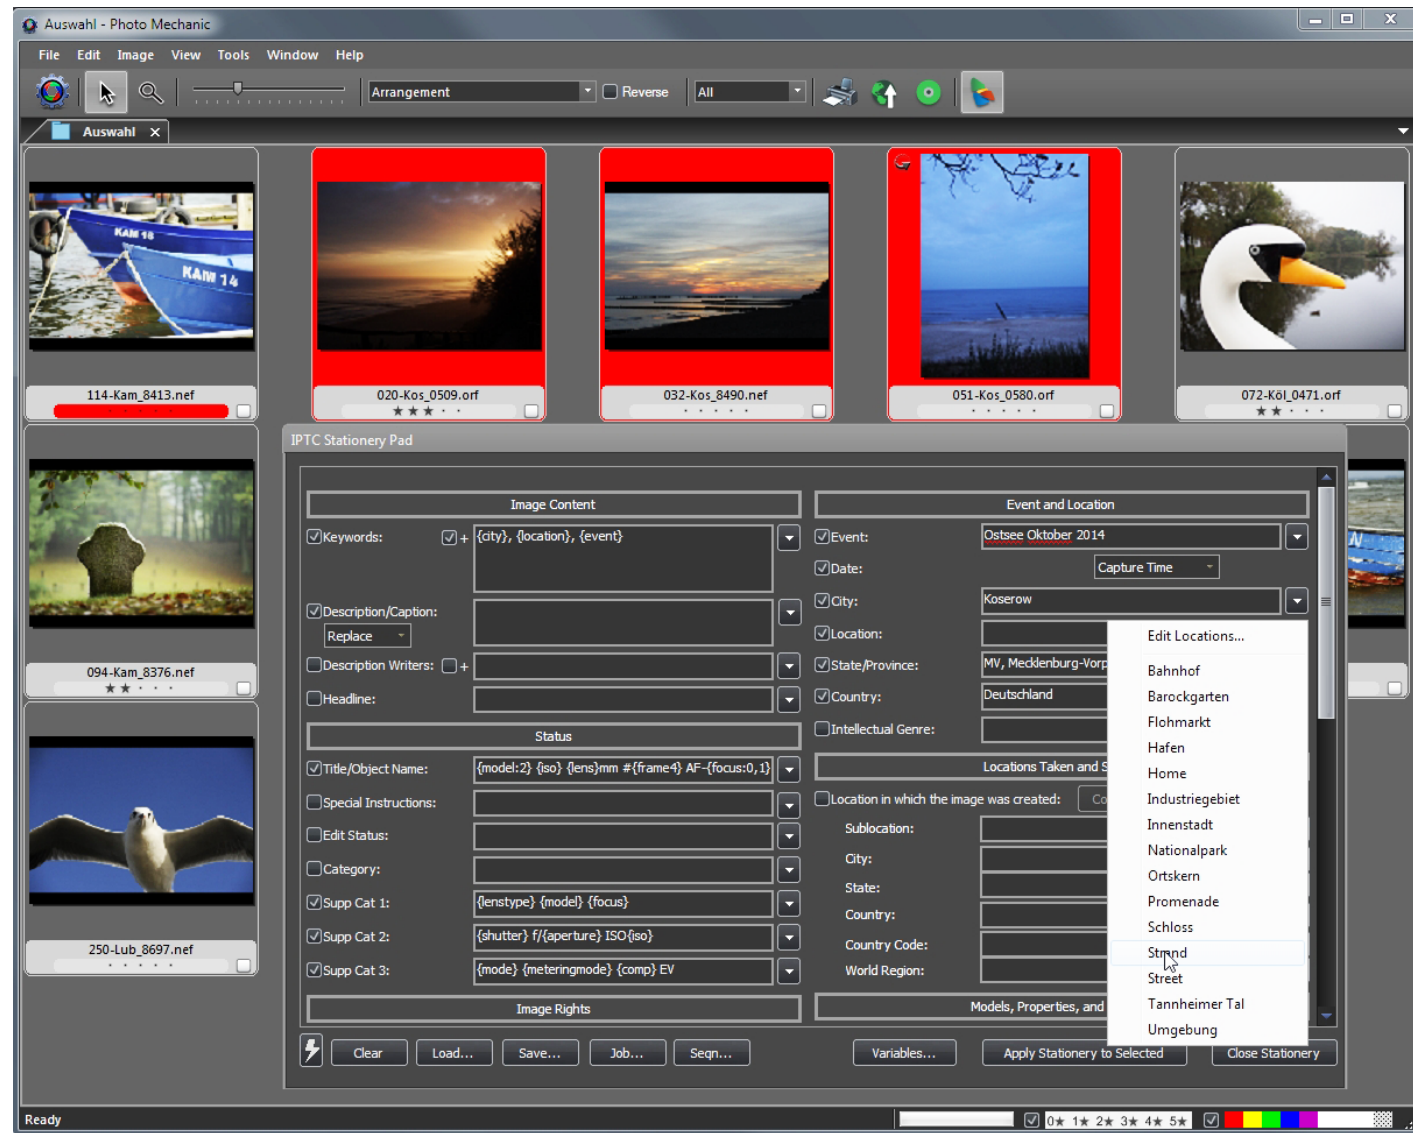 Auswahl - Photo Mechanic
File Edit Image View Tools Window Help
Arrangement Reverse All
Auswahl
KAM 16
KAM 14
114-Kam_8413.nef
020-Kos_0509.orf
032-Kos_8490.nef
051-Kos_0580.orf
072-Köl_0471.orf
IPTC Stationery Pad
Image Content
Keywords: + {city}, {location}, {event}
Description/Caption:
Replace
Description Writers: +
Headline:
Status
Title/Object Name: {model:2} {iso} {lens}mm #{frame4} AF-{focus:0,1}
Special Instructions:
Edit Status:
Category:
Supp Cat 1: {lenstype} {model} {focus}
Supp Cat 2: {shutter} f/{aperture} ISO{iso}
Supp Cat 3: {mode} {meteringmode} {comp} EV
Image Rights
Event and Location
Event: Ostsee Oktober 2014
Date: Capture Time
City: Koserow
Location:
State/Province: MV, Mecklenburg-Vorp
Country: Deutschland
Intellectual Genre:
Locations Taken and S
Location in which the image was created: Co
Sublocation:
City:
State:
Country:
Country Code:
World Region:
Models, Properties, and
Edit Locations...
Bahnhof
Barockgarten
Flohmarkt
Hafen
Home
Industriegebiet
Innenstadt
Nationalpark
Ortskern
Promenade
Schloss
Strand
Street
Tannheimer Tal
Umgebung
Clear Load... Save... Job... Seqn... Variables... Apply Stationery to Selected Close Stationery
094-Kam_8376.nef
250-Lub_8697.nef
N
Ready 0★ 1★ 2★ 3★ 4★ 5★